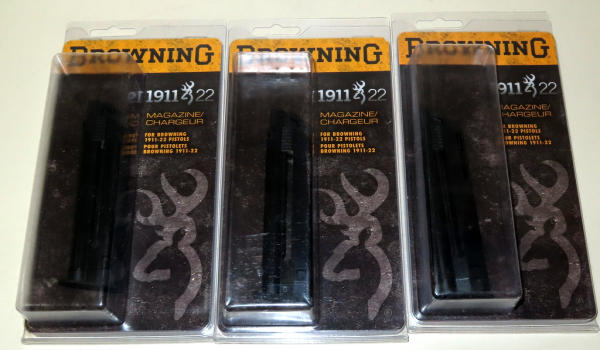 BROWNING
1911 22
MAGAZINE/
CHARGEUR
FOR BROWNING
1911-22 PISTOLS
POUR PISTOLETS
BROWNING 1911-22
BROWNING
1911 22
MAGAZINE/
CHARGEUR
FOR BROWNING
1911-22 PISTOLS
POUR PISTOLETS
BROWNING 1911-22
BROWNING
1911 22
MAGAZINE/
CHARGEUR
FOR BROWNING
1911-22 PISTOLS
PISTOLETS
BROWNING 1911-22